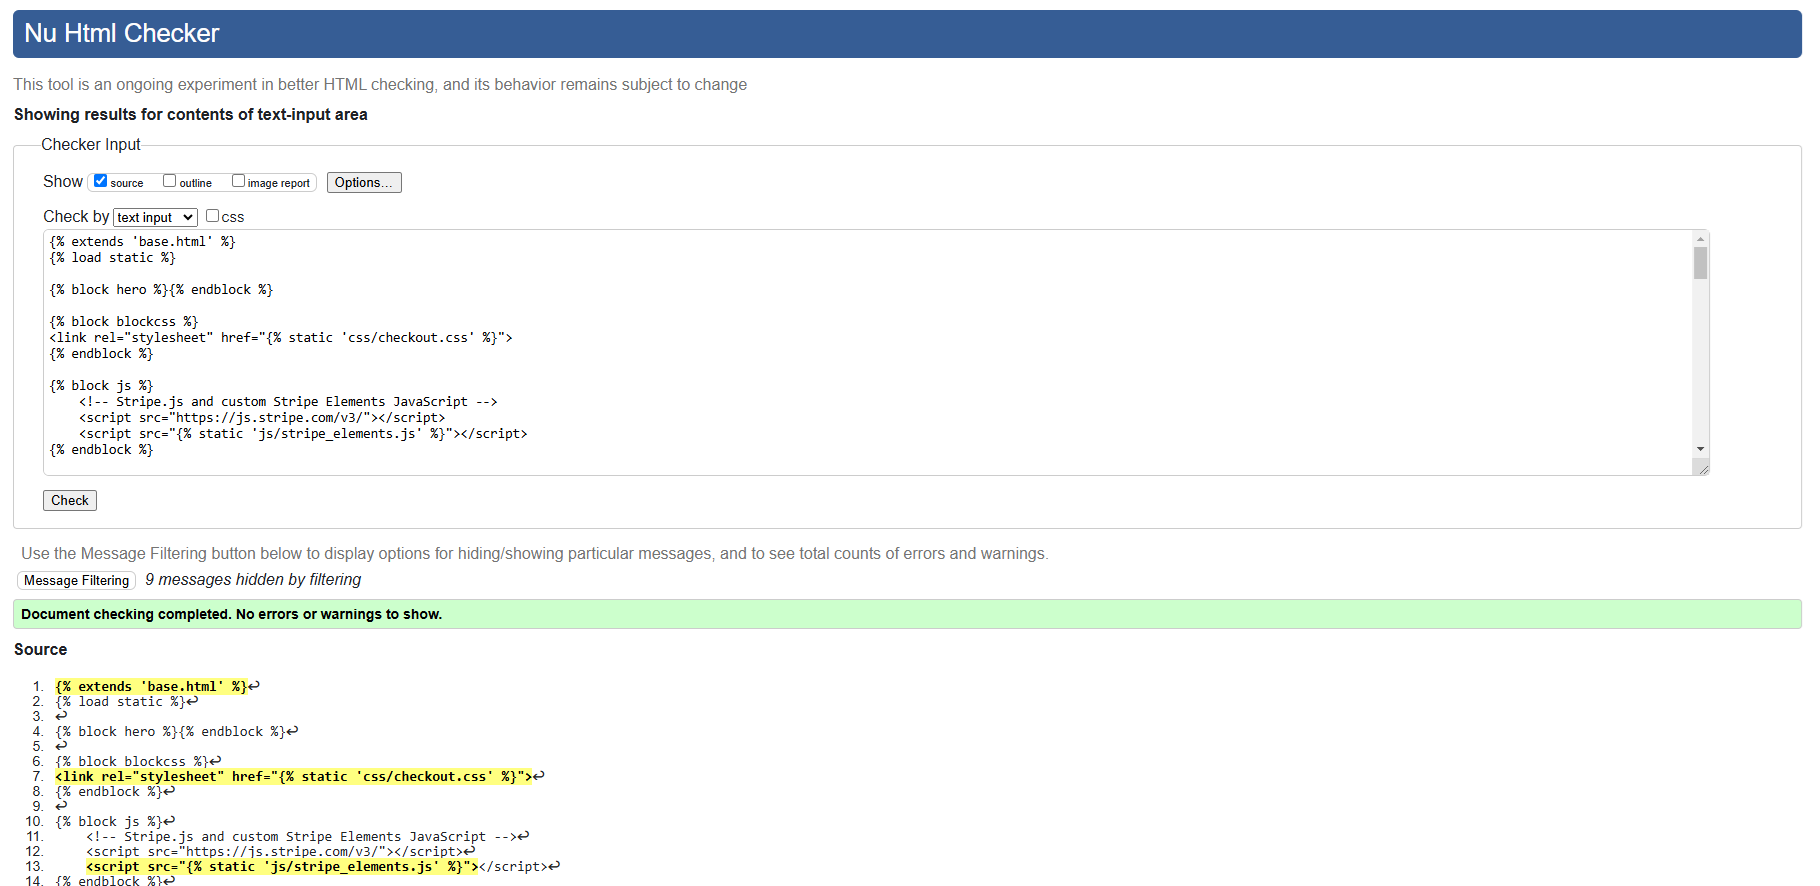 Nu Html Checker
This tool is an ongoing experiment in better HTML checking, and its behavior remains subject to change
Showing results for contents of text-input area
Checker Input
Show source outline image report Options...
Check by text input css
{% extends 'base.html' %}
{% load static %}
{% block hero %}{% endblock %}
{% block blockcss %}
<link rel="stylesheet" href="{% static 'css/checkout.css' %}">
{% endblock %}
{% block js %}
    <!-- Stripe.js and custom Stripe Elements JavaScript -->
    <script src="https://js.stripe.com/v3/"></script>
    <script src="{% static 'js/stripe_elements.js' %}"></script>
{% endblock %}
Check
Use the Message Filtering button below to display options for hiding/showing particular messages, and to see total counts of errors and warnings.
Message Filtering 9 messages hidden by filtering
Document checking completed. No errors or warnings to show.
Source
1. {% extends 'base.html' %}↩
2. {% load static %}↩
3. ↩
4. {% block hero %}{% endblock %}↩
5. ↩
6. {% block blockcss %}↩
7. <link rel="stylesheet" href="{% static 'css/checkout.css' %}">↩
8. {% endblock %}↩
9. ↩
10. {% block js %}↩
11.     <!-- Stripe.js and custom Stripe Elements JavaScript -->↩
12.     <script src="https://js.stripe.com/v3/"></script>↩
13.     <script src="{% static 'js/stripe_elements.js' %}"></script>↩
14. {% endblock %}↩